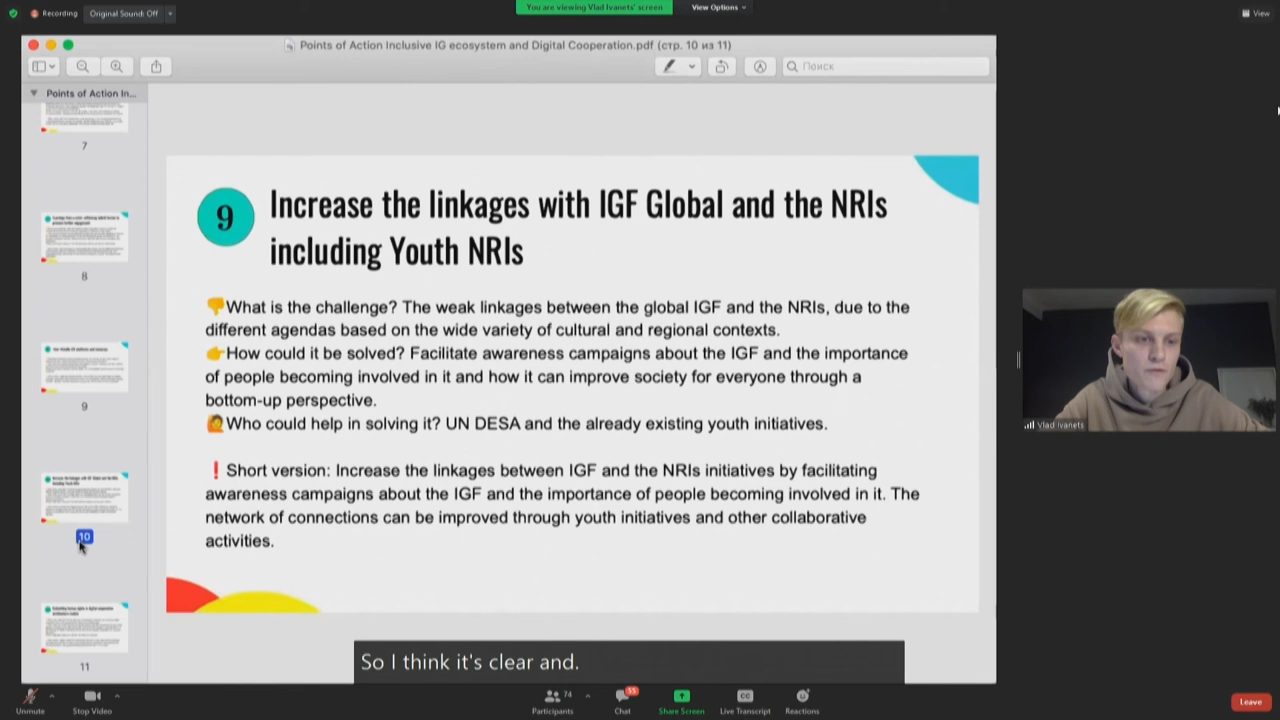 Recording
Original Sound: Off
You are viewing Vlad Ivanets' screen
View Options
View
Points of Action Inclusive IG ecosystem and Digital Cooperation.pdf (стр. 10 из 11)
Поиск
Points of Action In...
7
8
9
10
11
9
Increase the linkages with IGF Global and the NRIs
including Youth NRIs
👎What is the challenge? The weak linkages between the global IGF and the NRIs, due to the
different agendas based on the wide variety of cultural and regional contexts.
👉How could it be solved? Facilitate awareness campaigns about the IGF and the importance
of people becoming involved in it and how it can improve society for everyone through a
bottom-up perspective.
🙋Who could help in solving it? UN DESA and the already existing youth initiatives.
❗Short version: Increase the linkages between IGF and the NRIs initiatives by facilitating
awareness campaigns about the IGF and the importance of people becoming involved in it. The
network of connections can be improved through youth initiatives and other collaborative
activities.
Vlad Ivanets
So I think it's clear and.
Unmute
Stop Video
74
Participants
55
Chat
Share Screen
CC
Live Transcript
Reactions
Leave